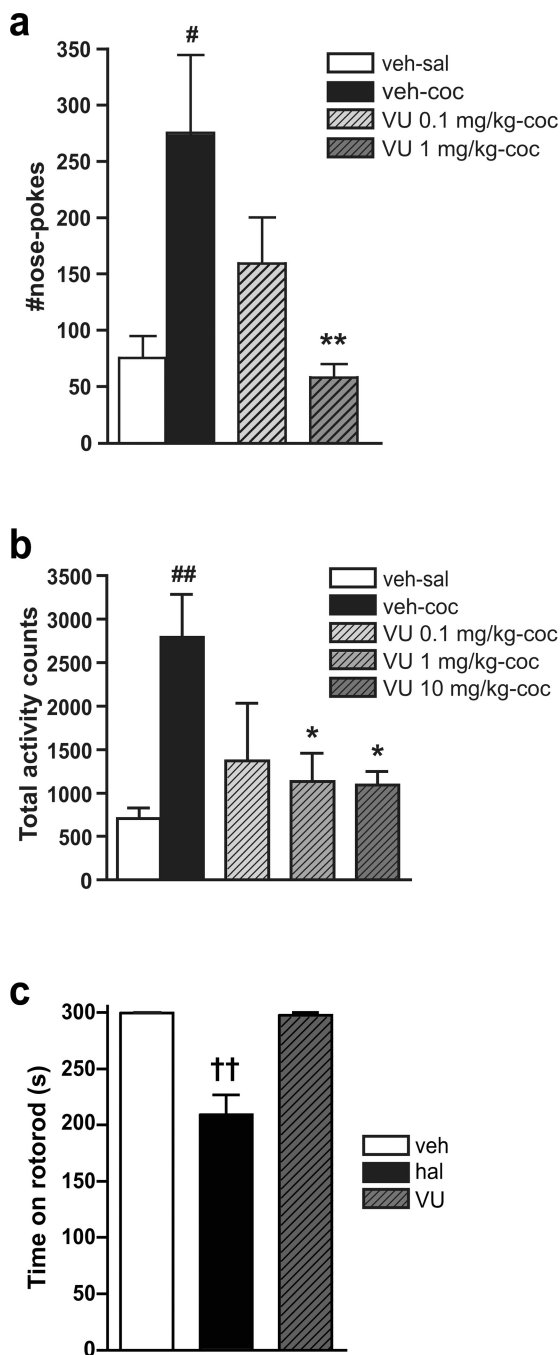 a
#nose-pokes
350
300
250
200
150
100
50
0
#
**
veh-sal
veh-coc
VU 0.1 mg/kg-coc
VU 1 mg/kg-coc
b
Total activity counts
3500
3000
2500
2000
1500
1000
500
0
##
*
*
veh-sal
veh-coc
VU 0.1 mg/kg-coc
VU 1 mg/kg-coc
VU 10 mg/kg-coc
c
Time on rotorod (s)
300
250
200
150
100
50
0
††
veh
hal
VU